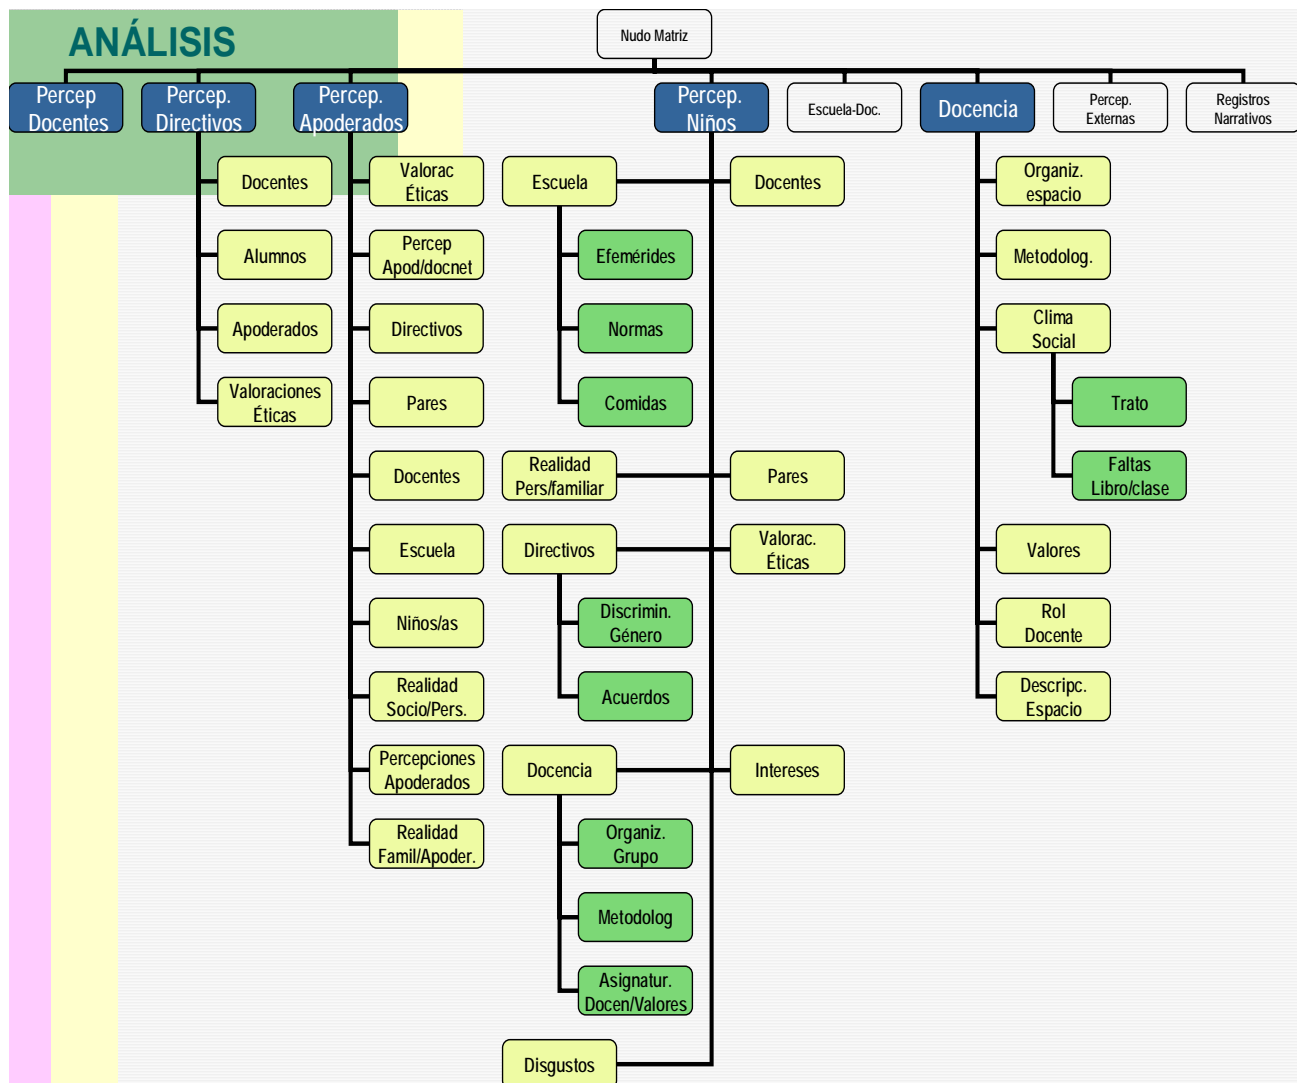 ANÁLISIS
Nudo Matriz
Percep
Docentes
Percep.
Directivos
Percep.
Apoderados
Percep.
Niños
Escuela-Doc.
Docencia
Percep.
Externas
Registros
Narrativos
Docentes
Alumnos
Apoderados
Valoraciones
Éticas
Valorac
Éticas
Percep
Apod/docnet
Directivos
Pares
Docentes
Escuela
Niños/as
Realidad
Socio/Pers.
Percepciones
Apoderados
Realidad
Famil/Apoder.
Escuela
Docentes
Efemérides
Normas
Comidas
Realidad
Pers/familiar
Pares
Directivos
Valorac.
Éticas
Discrimin.
Género
Acuerdos
Docencia
Intereses
Organiz.
Grupo
Metodolog
Asignatur.
Docen/Valores
Disgustos
Organiz.
espacio
Metodolog.
Clima
Social
Trato
Faltas
Libro/clase
Valores
Rol
Docente
Descripc.
Espacio